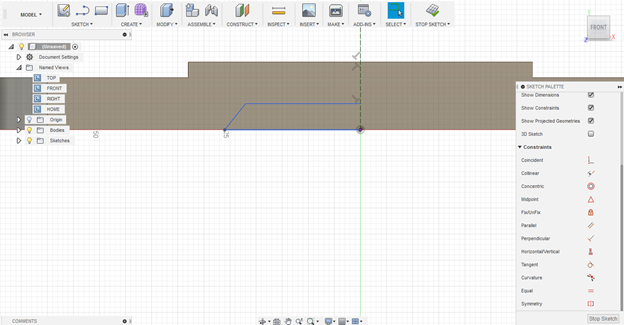 MODEL
SKETCH
CREATE
MODIFY
ASSEMBLE
CONSTRUCT
INSPECT
INSERT
MAKE
ADD-INS
SELECT
STOP SKETCH
FRONT
Z
BROWSER
(Unsaved)
Document Settings
Named Views
TOP
FRONT
RIGHT
HOME
Origin
Bodies
Sketches
50
25
SKETCH PALETTE
Show Dimensions
Show Constraints
Show Projected Geometries
3D Sketch
Constraints
Coincident
Collinear
Concentric
Midpoint
Fix/UnFix
Parallel
Perpendicular
Horizontal/Vertical
Tangent
Curvature
Equal
Symmetry
Stop Sketch
COMMENTS